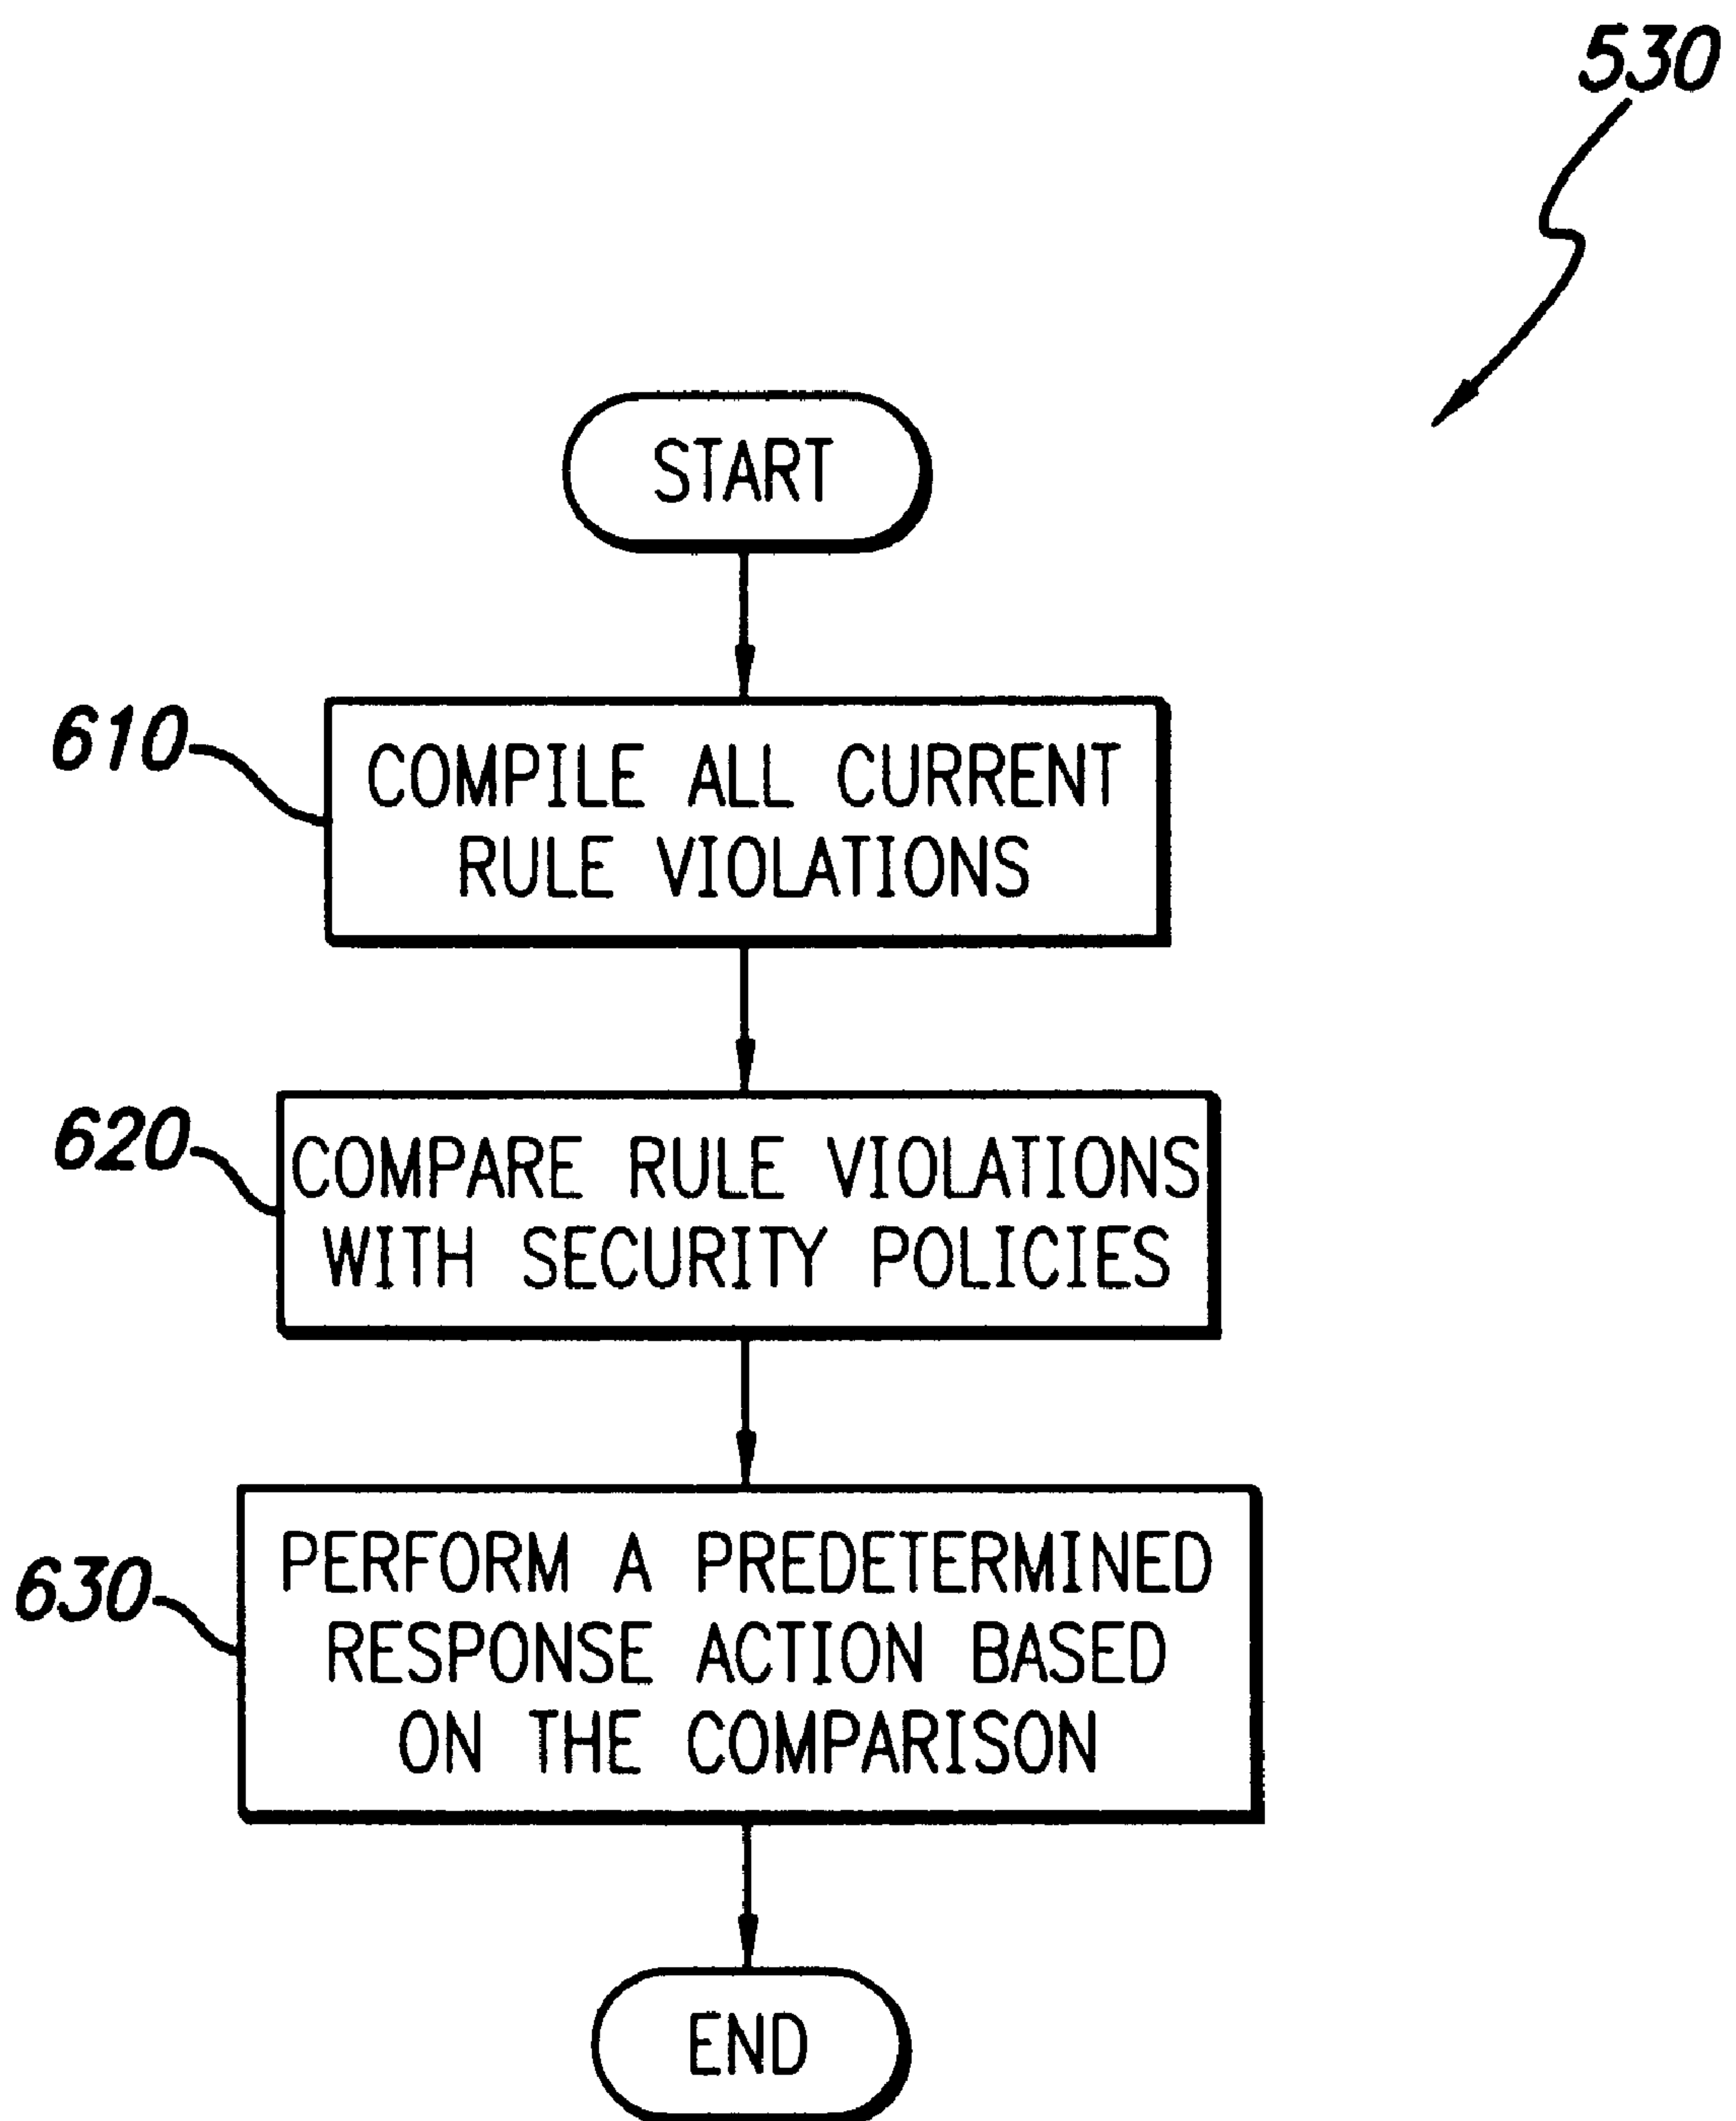 530
START
610
COMPILE ALL CURRENT
RULE VIOLATIONS
620
COMPARE RULE VIOLATIONS
WITH SECURITY POLICIES
630
PERFORM A PREDETERMINED
RESPONSE ACTION BASED
ON THE COMPARISON
END